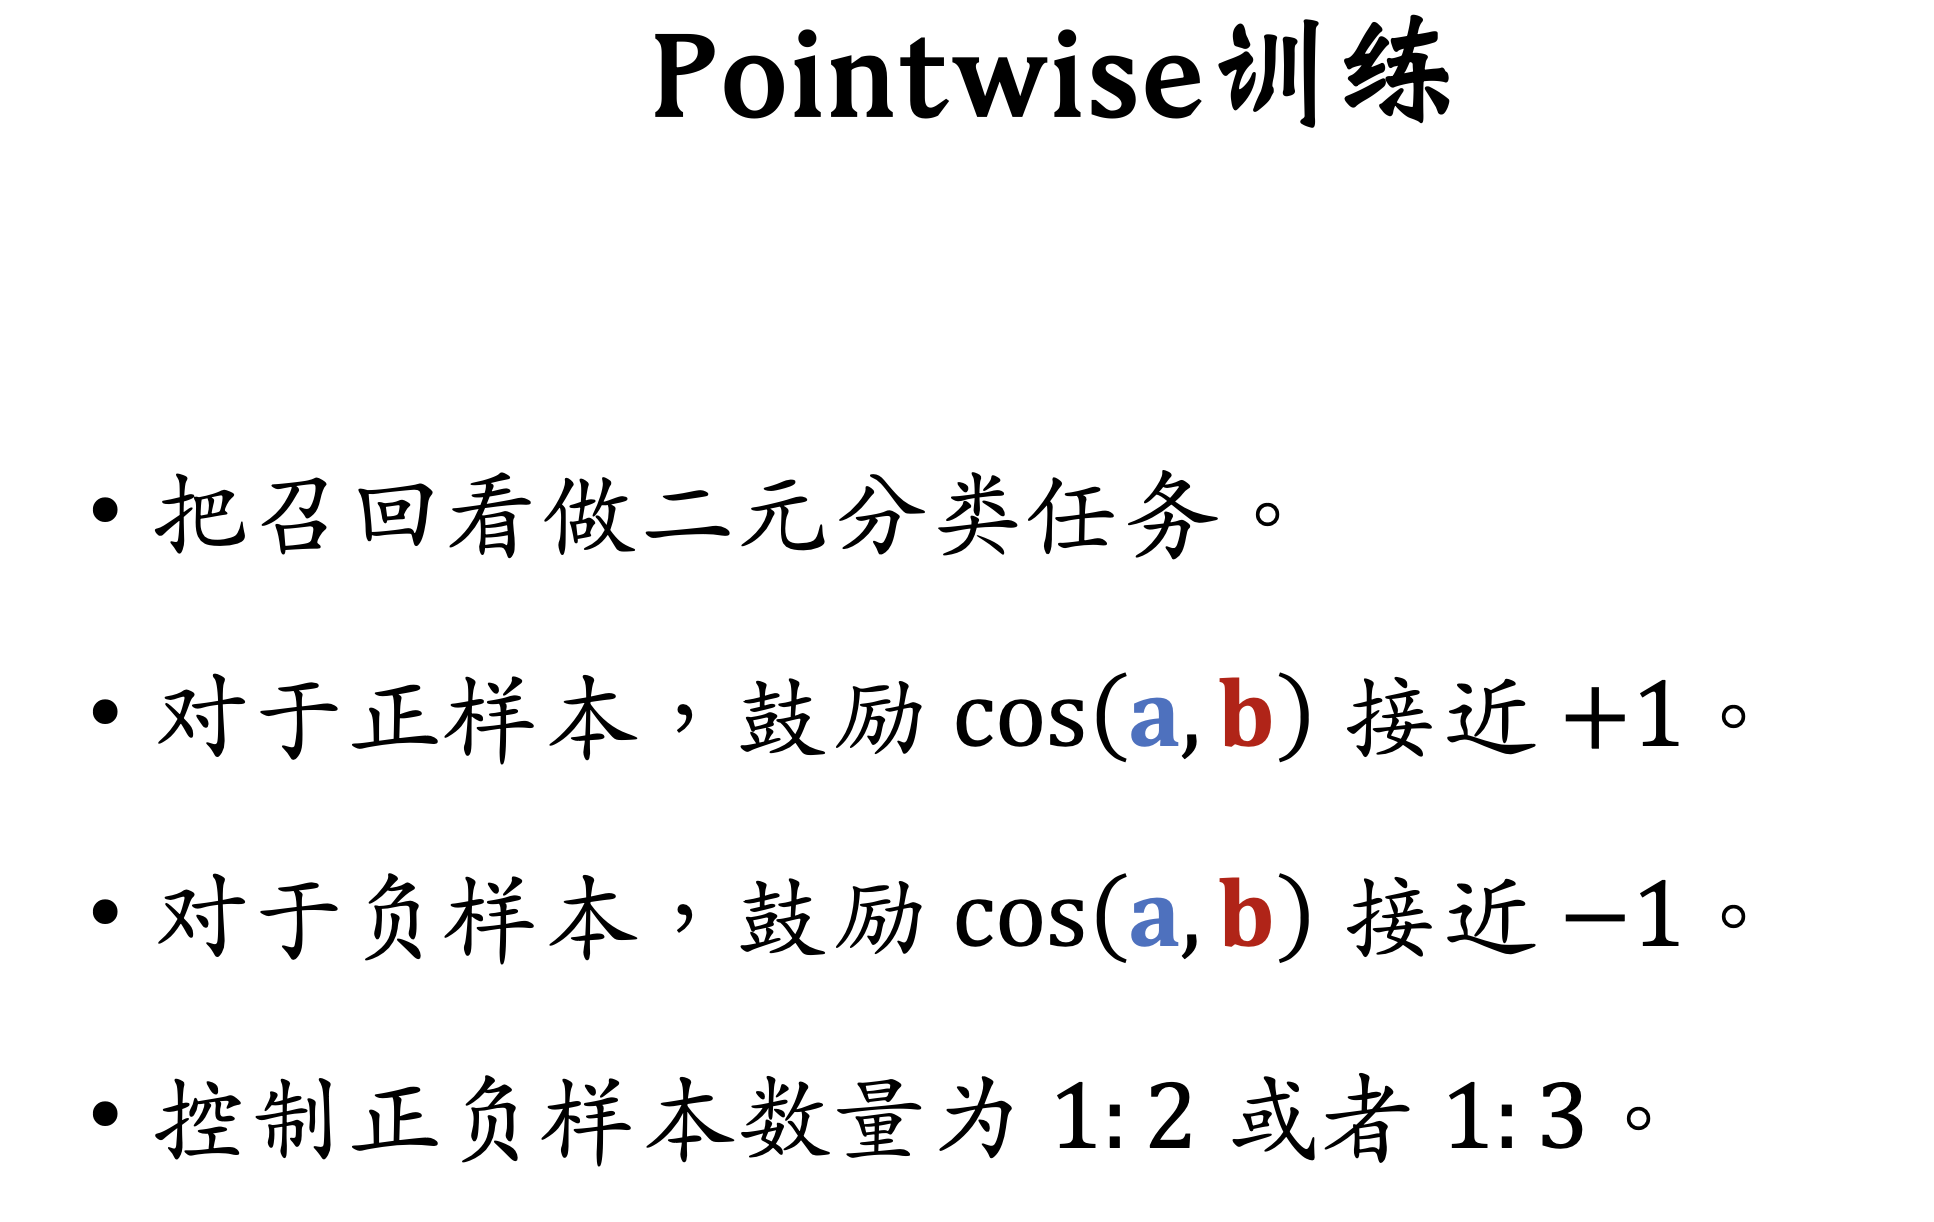 Pointwise训练
• 把召回看做二元分类任务。
• 对于正样本，鼓励 cos(a, b) 接近 +1。
• 对于负样本，鼓励 cos(a, b) 接近 −1。
• 控制正负样本数量为 1: 2 或者 1: 3。